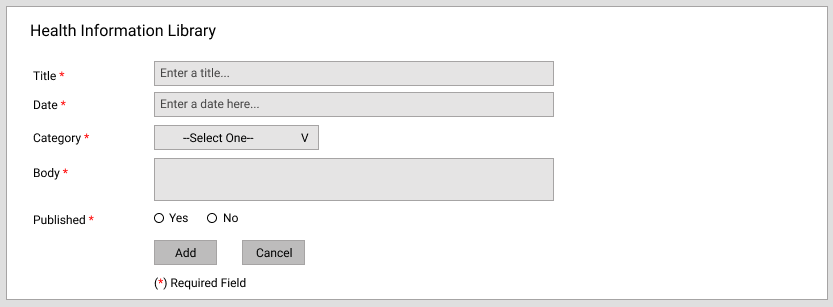 Health Information Library
Title *
Enter a title...
Date *
Enter a date here...
Category *
--Select One--
V
Body *
Published *
Yes
No
Add
Cancel
(*) Required Field